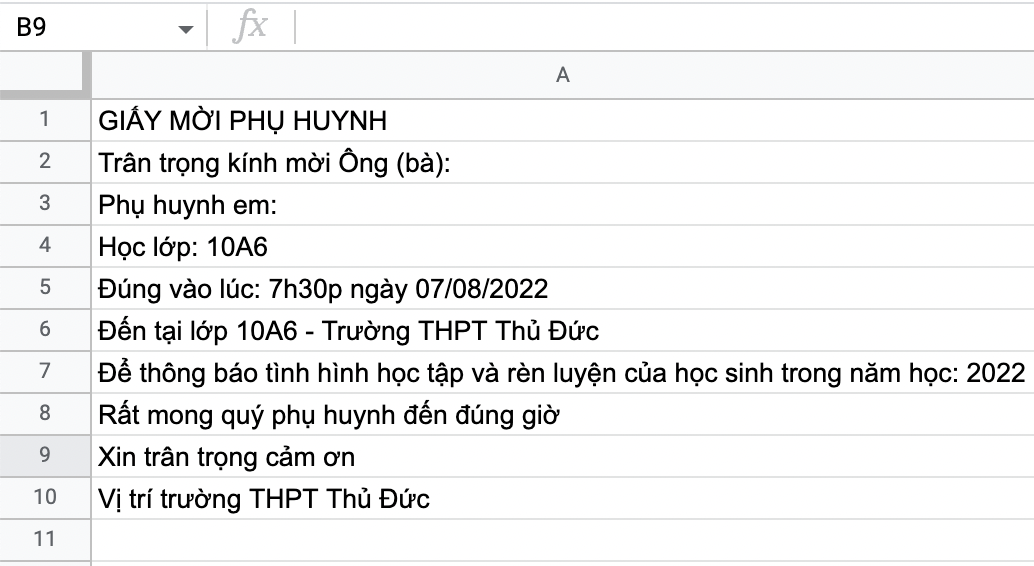 B9
fx
A
1 GIẤY MỜI PHỤ HUYNH
2 Trân trọng kính mời Ông (bà):
3 Phụ huynh em:
4 Học lớp: 10A6
5 Đúng vào lúc: 7h30p ngày 07/08/2022
6 Đến tại lớp 10A6 - Trường THPT Thủ Đức
7 Để thông báo tình hình học tập và rèn luyện của học sinh trong năm học: 2022
8 Rất mong quý phụ huynh đến đúng giờ
9 Xin trân trọng cảm ơn
10 Vị trí trường THPT Thủ Đức
11